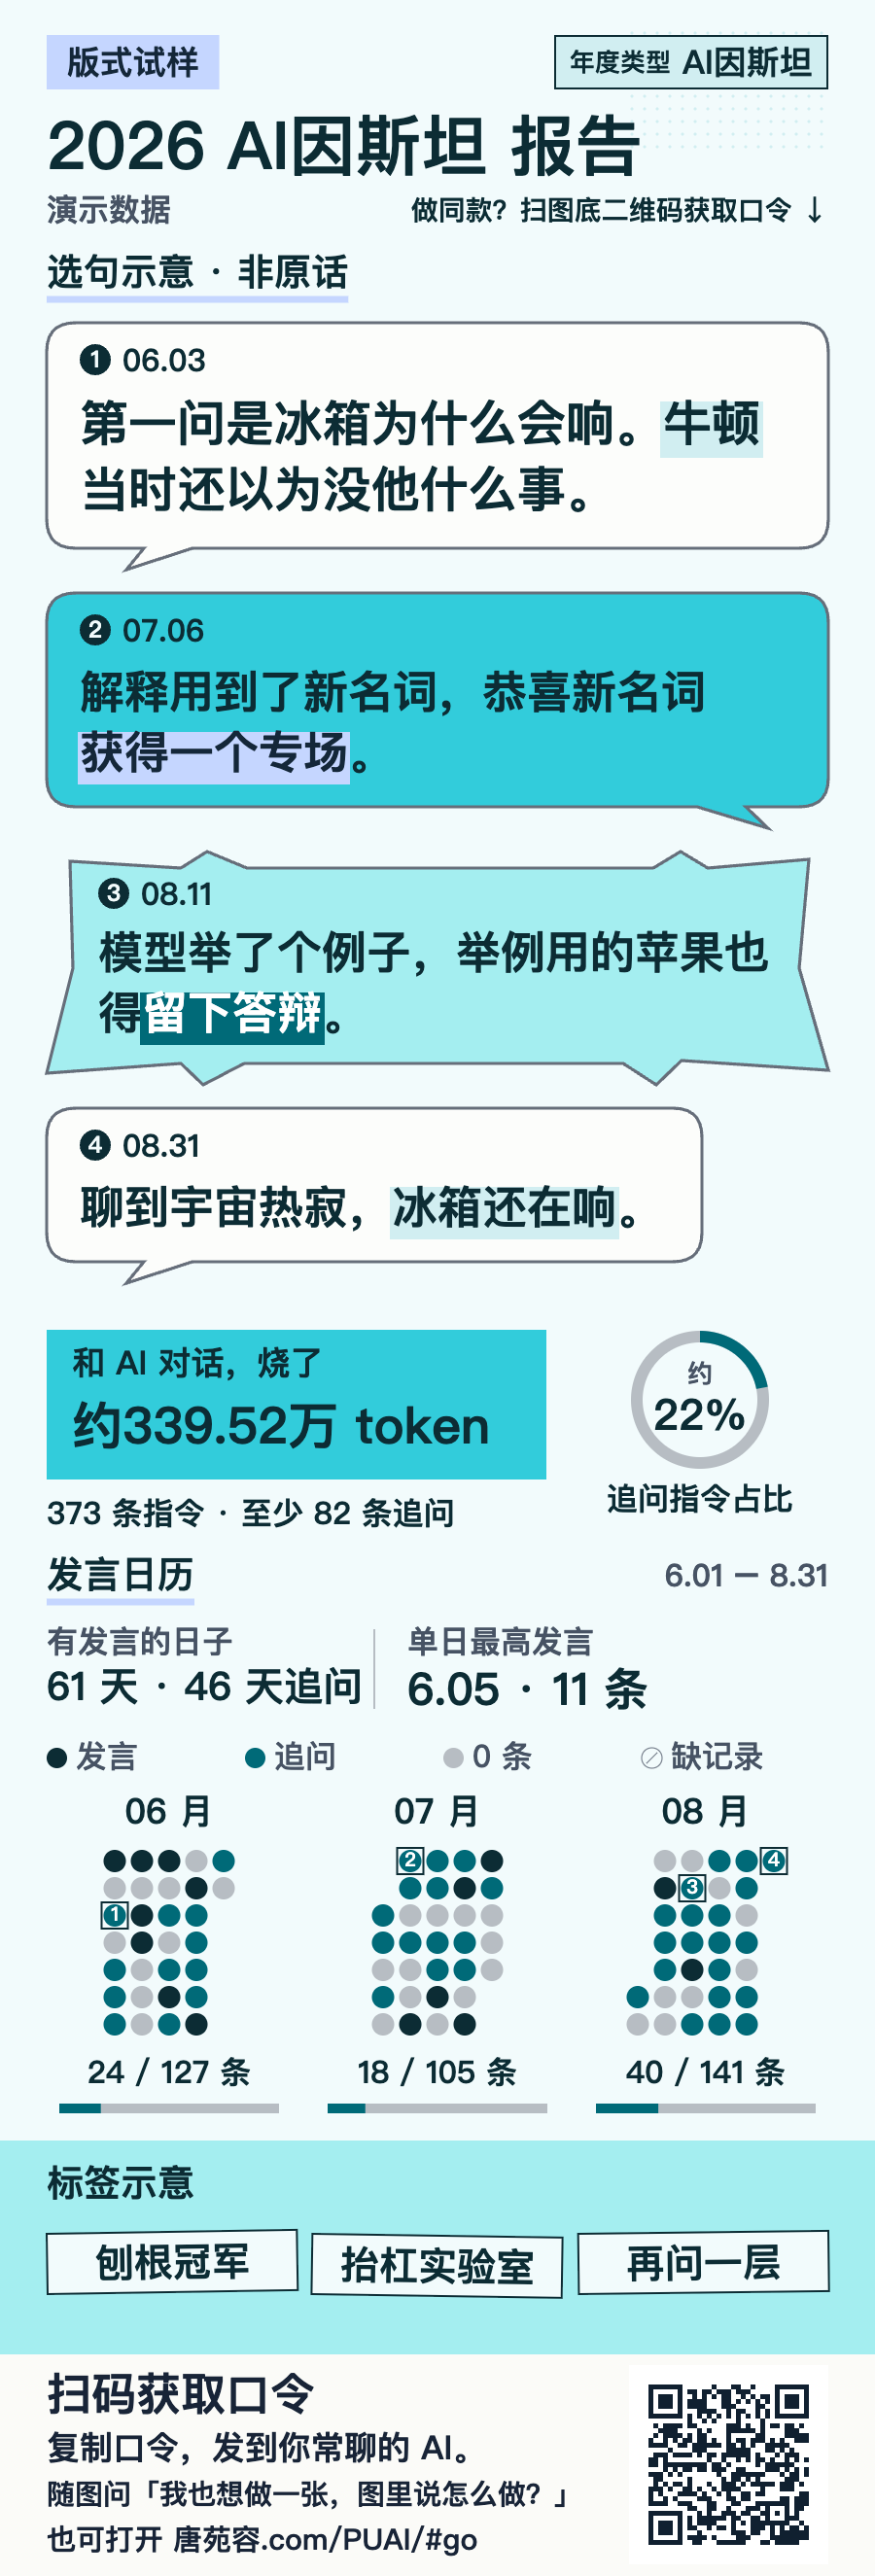 版式试样
年度类型 AI因斯坦
2026 AI因斯坦 报告
演示数据
做同款？扫图底二维码获取口令 ↓
选句示意 · 非原话
1 06.03
第一问是冰箱为什么会响。牛顿
当时还以为没他什么事。
2 07.06
解释用到了新名词，恭喜新名词
获得一个专场。
3 08.11
模型举了个例子，举例用的苹果也
得留下答辩。
4 08.31
聊到宇宙热寂，冰箱还在响。
和 AI 对话，烧了
约339.52万 token
373 条指令 · 至少 82 条追问
约
22%
追问指令占比
发言日历
6.01 — 8.31
有发言的日子
61 天 · 46 天追问
单日最高发言
6.05 · 11 条
发言
追问
0 条
缺记录
06 月
07 月
08 月
2
4
3
1
24 / 127 条
18 / 105 条
40 / 141 条
标签示意
刨根冠军
抬杠实验室
再问一层
扫码获取口令
复制口令，发到你常聊的 AI。
随图问「我也想做一张，图里说怎么做？」
也可打开 唐苑容.com/PUAI/#go